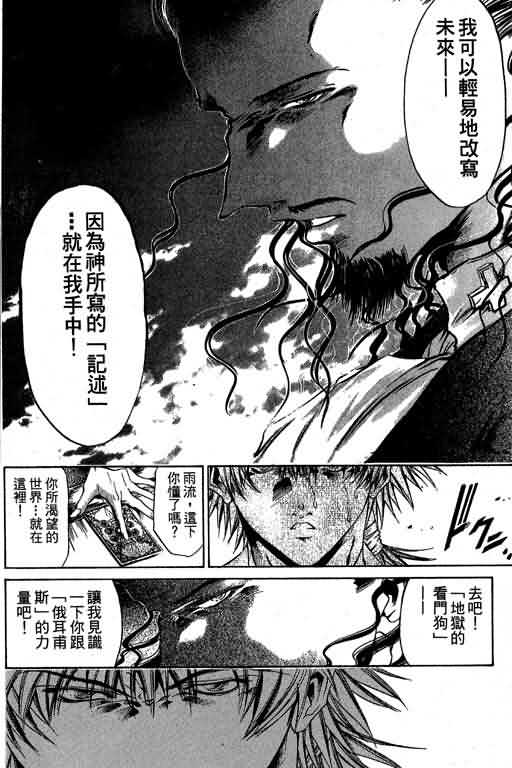 我可以輕易地改寫
未來──
因為神所寫的「記述」
…就在我手中！
ドクン
雨流，這下
你懂了嗎？
你所渴望的
世界…就在
這裡！
去吧！
「地獄的
看門狗」
讓我見識
一下你跟
「俄耳甫
斯」的力
量吧！